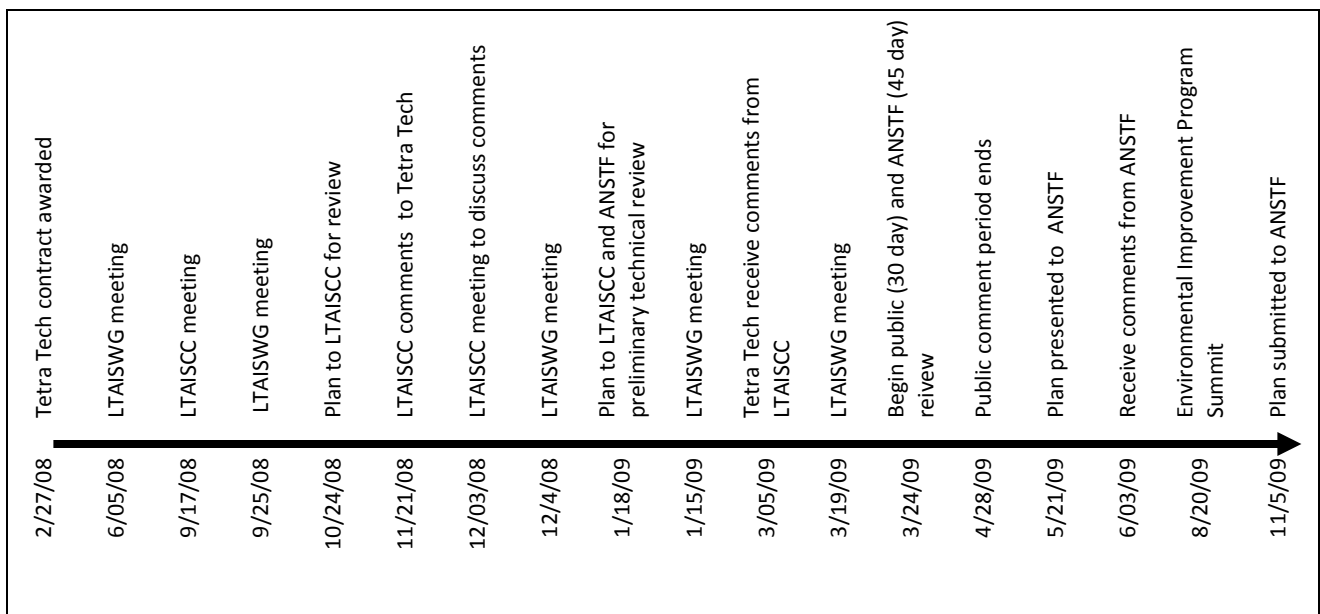 2/27/08 Tetra Tech contract awarded
6/05/08 LTAISWG meeting
9/17/08 LTAISCC meeting
9/25/08 LTAISWG meeting
10/24/08 Plan to LTAISCC for review
11/21/08 LTAISCC comments to Tetra Tech
12/03/08 LTAISCC meeting to discuss comments
12/4/08 LTAISWG meeting
1/18/09 Plan to LTAISCC and ANSTF for
preliminary technical review
1/15/09 LTAISWG meeting
3/05/09 Tetra Tech receive comments from
LTAISCC
3/19/09 LTAISWG meeting
3/24/09 Begin public (30 day) and ANSTF (45 day)
reivew
4/28/09 Public comment period ends
5/21/09 Plan presented to ANSTF
6/03/09 Receive comments from ANSTF
8/20/09 Environmental Improvement Program
Summit
11/5/09 Plan submitted to ANSTF